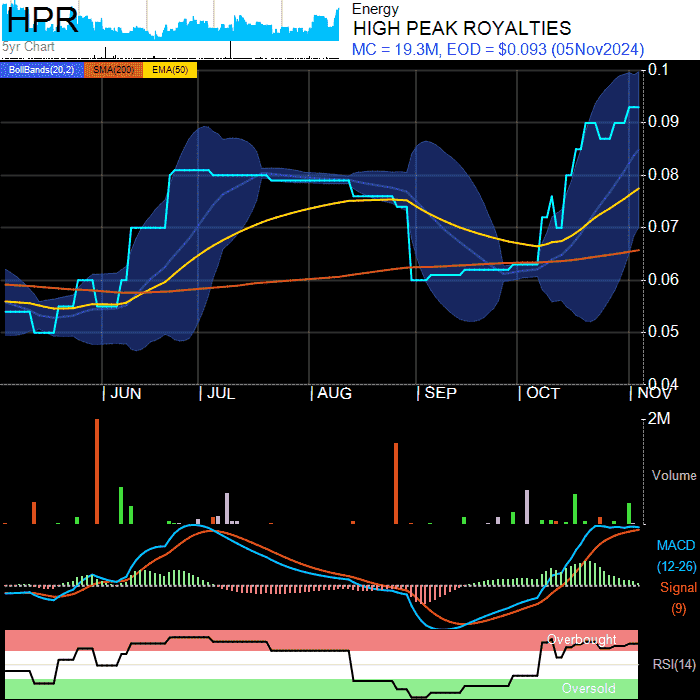 HPR
5yr Chart
Energy
HIGH PEAK ROYALTIES
MC = 19.3M, EOD = $0.093 (05Nov2024)
BollBands(20,2) SMA(200) EMA(50)
0.1
0.09
0.08
0.07
0.06
0.05
0.04
JUN JUL AUG SEP OCT NOV
2M
Volume
MACD
(12-26)
Signal
(9)
Overbought
RSI(14)
Oversold